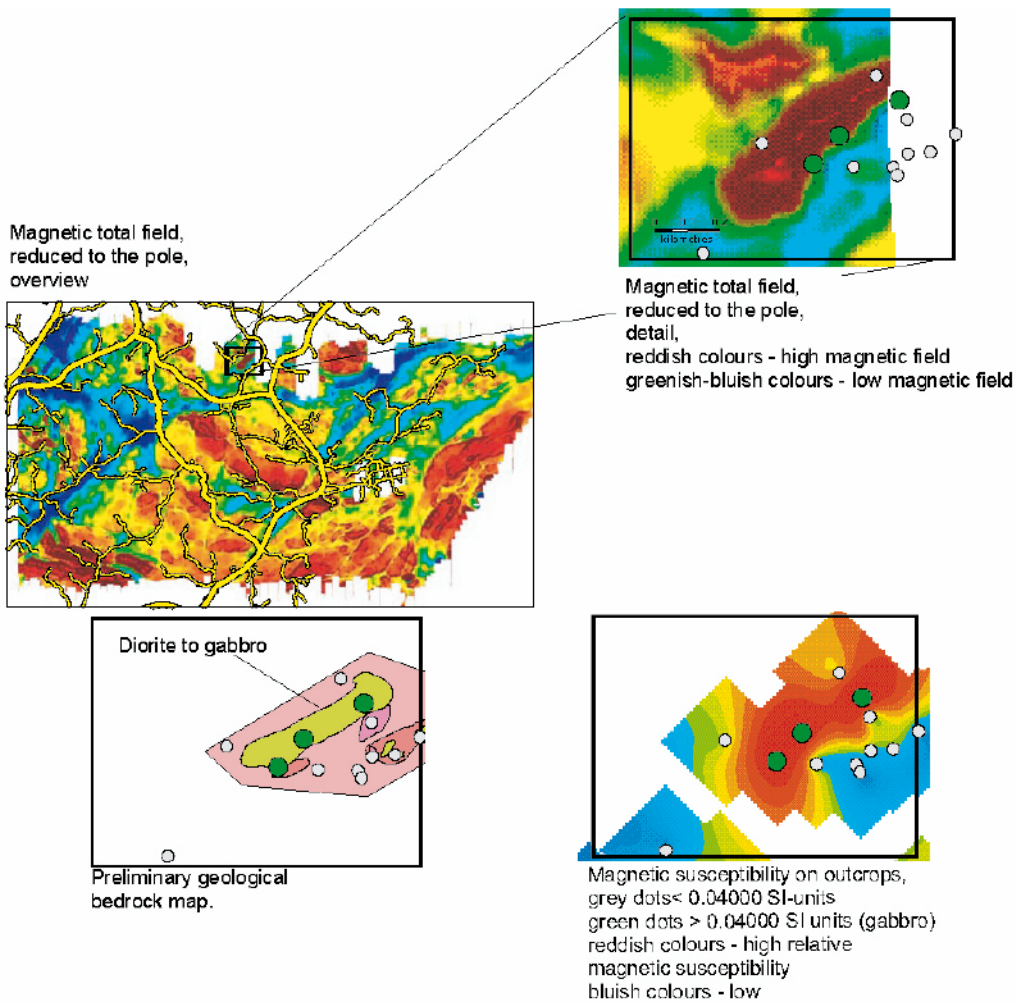 Magnetic total field,
reduced to the pole,
overview
kilometres
Magnetic total field,
reduced to the pole,
detail,
reddish colours - high magnetic field
greenish-bluish colours - low magnetic field
Diorite to gabbro
Preliminary geological
bedrock map.
Magnetic susceptibility on outcrops,
grey dots< 0.04000 SI-units
green dots > 0.04000 SI units (gabbro)
reddish colours - high relative
magnetic susceptibility
bluish colours - low